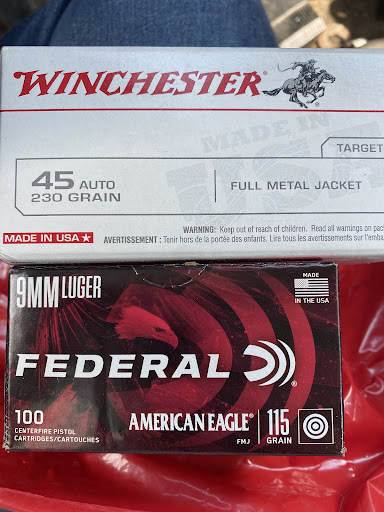 WINCHESTER
MADE IN
USA
TARGET
45 AUTO
230 GRAIN
FULL METAL JACKET
MADE IN USA
WARNING: Keep out of reach of children. Read all warnings on
AVERTISSEMENT: Tenir hors de la portée des enfants. Lire tous les avertissements sur
9MM LUGER
MADE
IN THE USA
FEDERAL
®
100
CENTERFIRE PISTOL
CARTRIDGES/CARTOUCHES
AMERICAN EAGLE®
FMJ
115
GRAIN